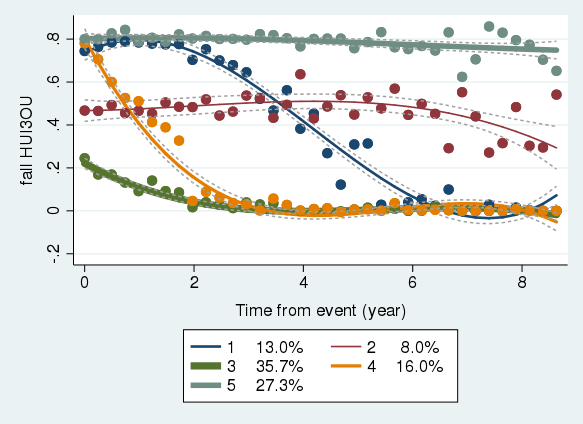 .8
.6
.4
.2
0
-.2
fall HUI3OU
0 2 4 6 8
Time from event (year)
1 13.0% 2 8.0%
3 35.7% 4 16.0%
5 27.3%